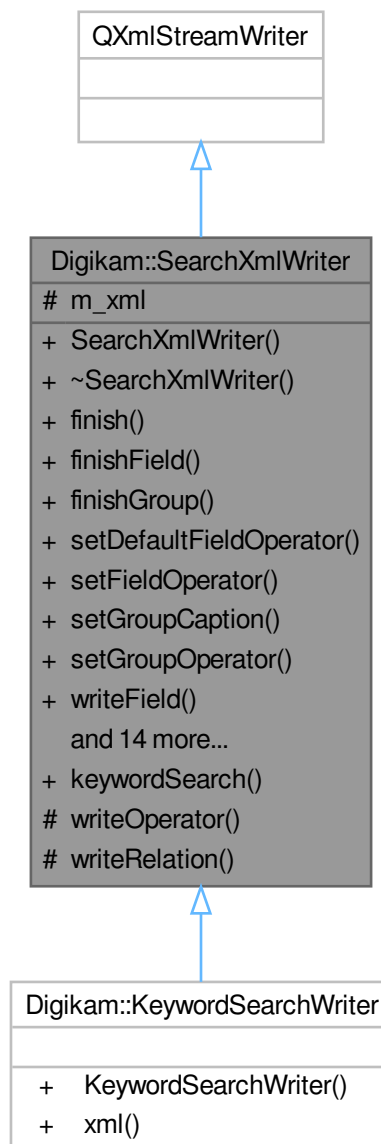 QXmlStreamWriter
Digikam::SearchXmlWriter
# m_xml
+ SearchXmlWriter()
+ ~SearchXmlWriter()
+ finish()
+ finishField()
+ finishGroup()
+ setDefaultFieldOperator()
+ setFieldOperator()
+ setGroupCaption()
+ setGroupOperator()
+ writeField()
and 14 more...
+ keywordSearch()
# writeOperator()
# writeRelation()
Digikam::KeywordSearchWriter
+ KeywordSearchWriter()
+ xml()